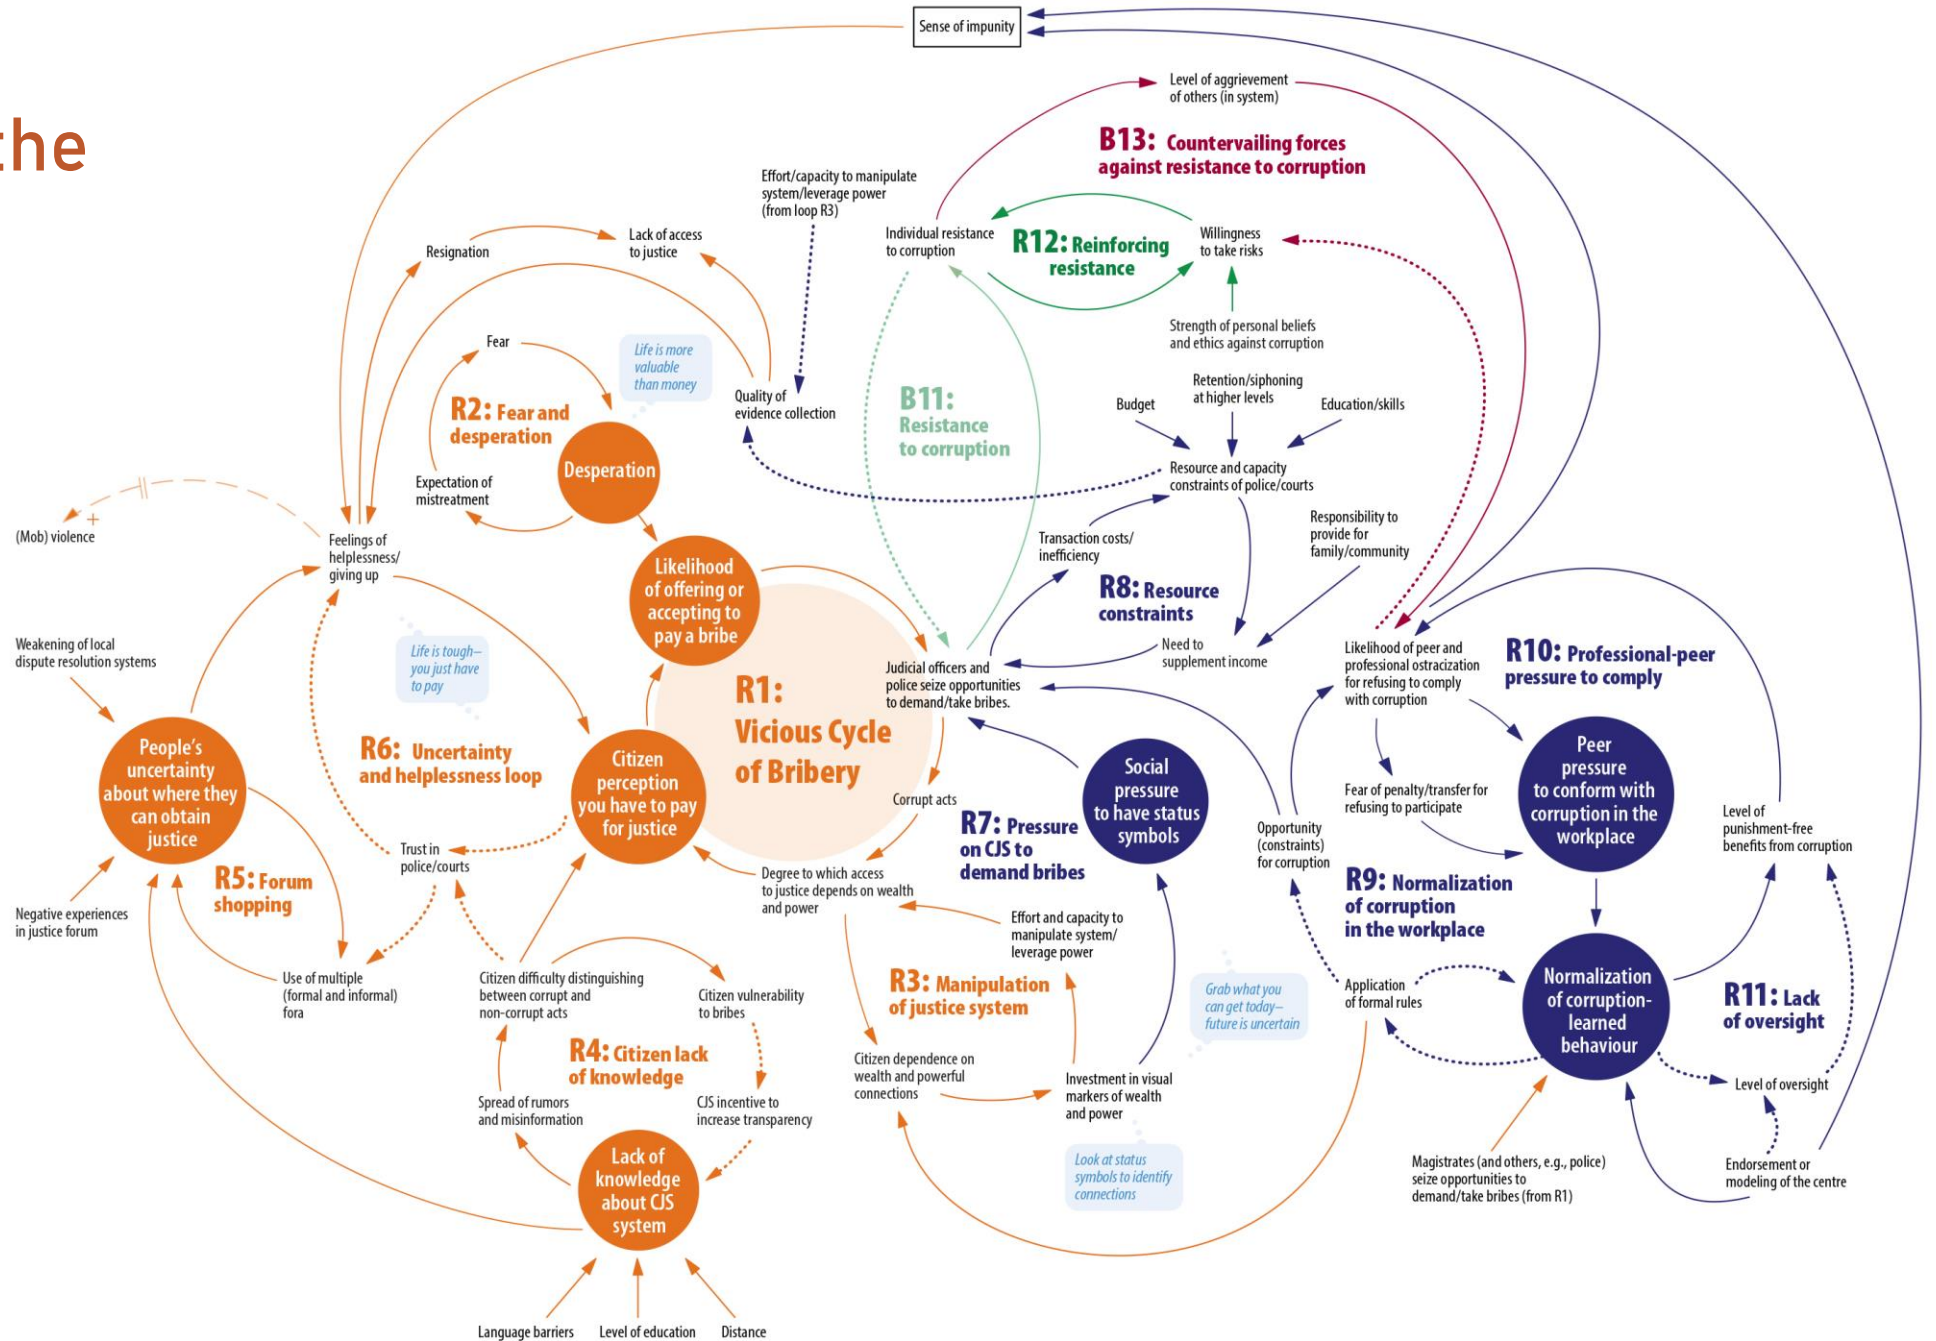 the
Sense of impunity
Level of aggrievement
of others (in system)
B13: Countervailing forces
against resistance to corruption
Effort/capacity to manipulate
system/leverage power
(from loop R3)
Resignation
Lack of access
to justice
Individual resistance
to corruption
R12: Reinforcing
resistance
Willingness
to take risks
Strength of personal beliefs
and ethics against corruption
Fear
Life is more
valuable
than money
R2: Fear and
desperation
Desperation
Expectation of
mistreatment
Quality of
evidence collection
B11:
Resistance
to corruption
Budget
Retention/siphoning
at higher levels
Education/skills
Resource and capacity
constraints of police/courts
Responsibility to
provide for
family/community
Transaction costs/
inefficiency
R8: Resource
constraints
Need to
supplement income
+
(Mob) violence
Feelings of
helplessness/
giving up
Likelihood
of offering or
accepting to
pay a bribe
Weakening of local
dispute resolution systems
Life is tough–
you just have
to pay
Judicial officers and
police seize opportunities
to demand/take bribes.
Likelihood of peer and
professional ostracization
for refusing to comply
with corruption
R10: Professional-peer
pressure to comply
R1:
Vicious Cycle
of Bribery
People's
uncertainty
about where they
can obtain
justice
R6: Uncertainty
and helplessness loop
Citizen
perception
you have to pay
for justice
Corrupt acts
Social
pressure
to have status
symbols
Peer
pressure
to conform with
corruption in the
workplace
Fear of penalty/transfer for
refusing to participate
R7: Pressure
on CJS to
demand bribes
Opportunity
(constraints)
for corruption
Level of
punishment-free
benefits from corruption
Trust in
police/courts
R5: Forum
shopping
Degree to which access
to justice depends on wealth
and power
R9: Normalization
of corruption
in the workplace
Negative experiences
in justice forum
Effort and capacity to
manipulate system/
leverage power
Use of multiple
(formal and informal)
fora
Citizen difficulty distinguishing
between corrupt and
non-corrupt acts
Citizen vulnerability
to bribes
R3: Manipulation
of justice system
Grab what you
can get today–
future is uncertain
Application
of formal rules
Normalization
of corruption-
learned
behaviour
R11: Lack
of oversight
R4: Citizen lack
of knowledge
Citizen dependence on
wealth and powerful
connections
Investment in visual
markers of wealth
and power
Level of oversight
Spread of rumors
and misinformation
CJS incentive to
increase transparency
Lack of
knowledge
about CJS
system
Look at status
symbols to identify
connections
Magistrates (and others, e.g., police)
seize opportunities to
demand/take bribes (from R1)
Endorsement or
modeling of the centre
Language barriers
Level of education
Distance